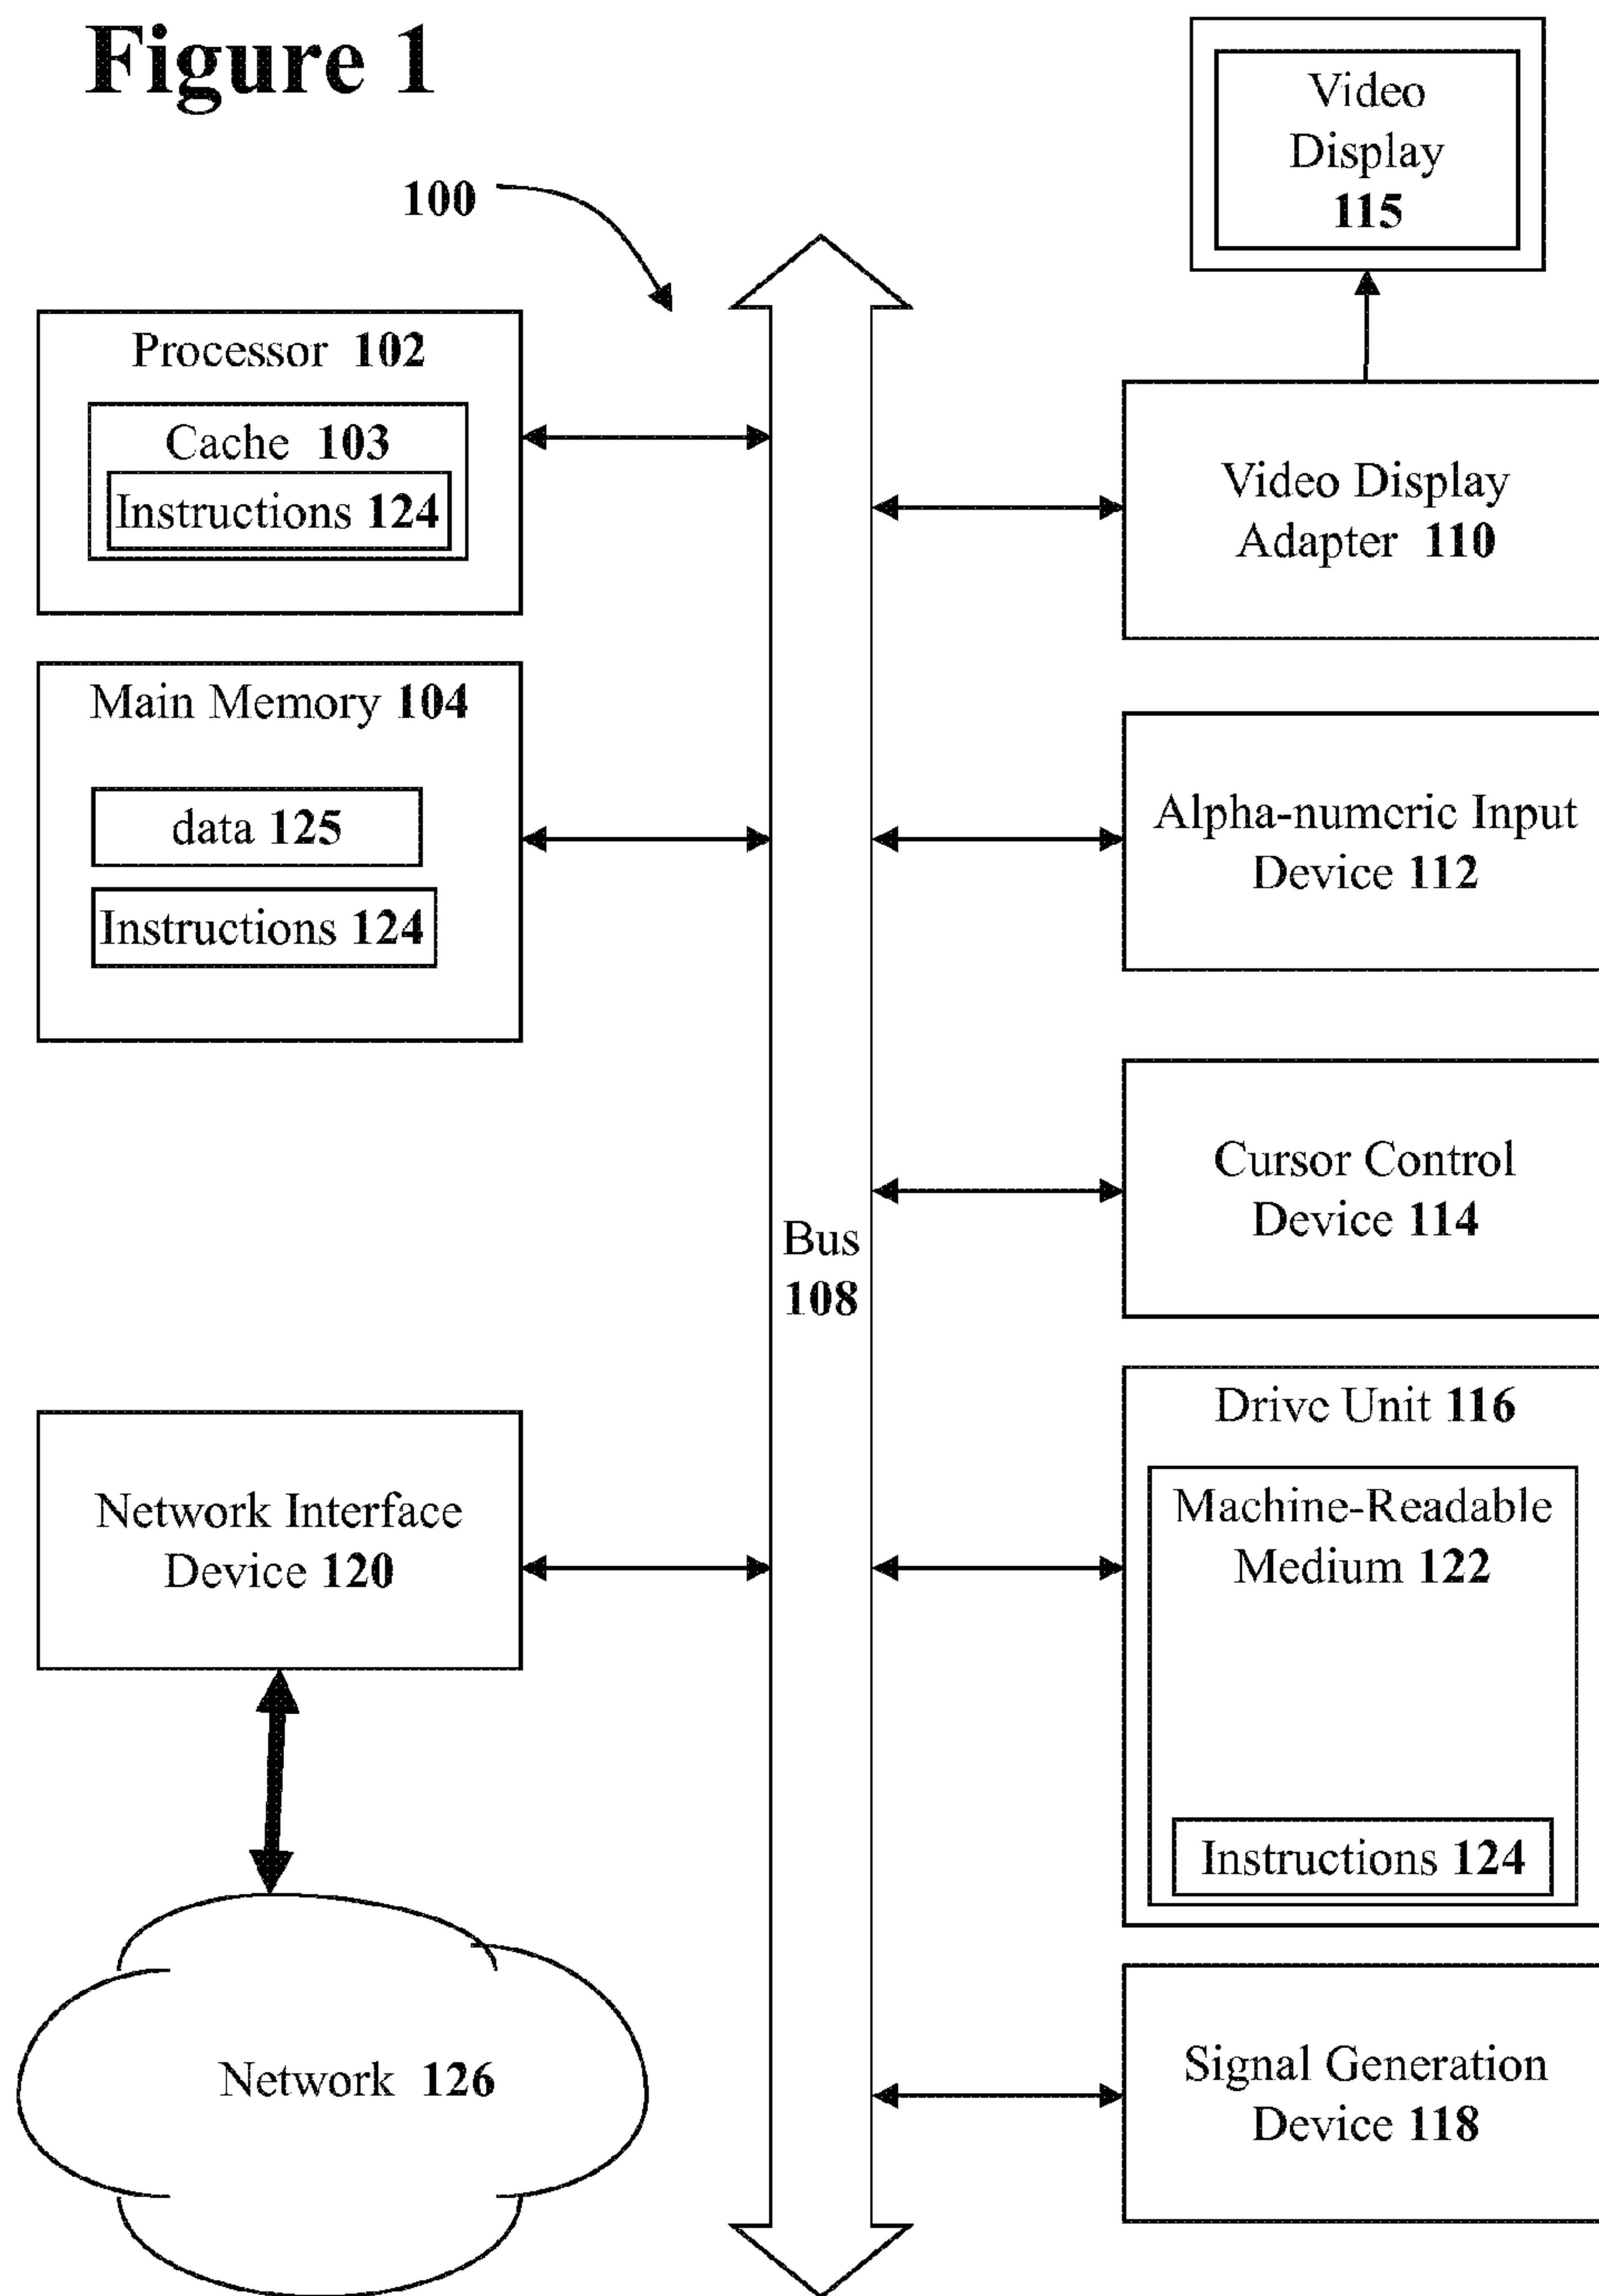 Figure 1
100
Video
Display
115
Processor 102
Cache 103
Instructions 124
Main Memory 104
data 125
Instructions 124
Network Interface
Device 120
Network 126
Bus
108
Video Display
Adapter 110
Alpha-numeric Input
Device 112
Cursor Control
Device 114
Drive Unit 116
Machine-Readable
Medium 122
Instructions 124
Signal Generation
Device 118